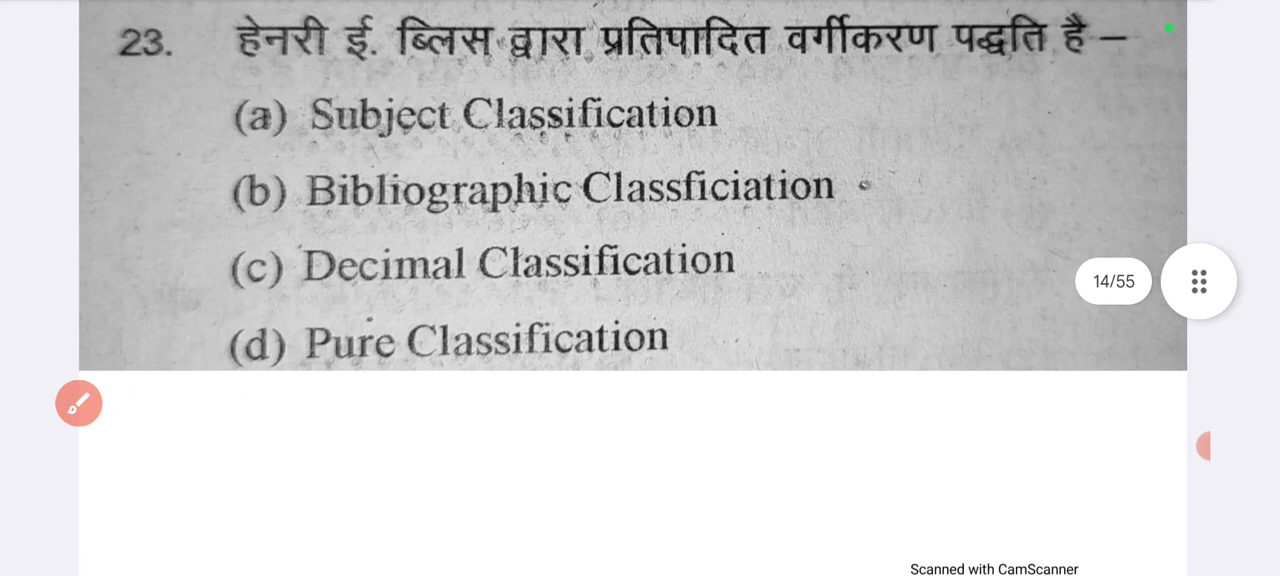 23. हेनरी ई. ब्लिस द्वारा प्रतिपादित वर्गीकरण पद्धति है –
(a) Subject Classification
(b) Bibliographic Classficiation
(c) Decimal Classification
14/55
(d) Pure Classification
Scanned with CamScanner